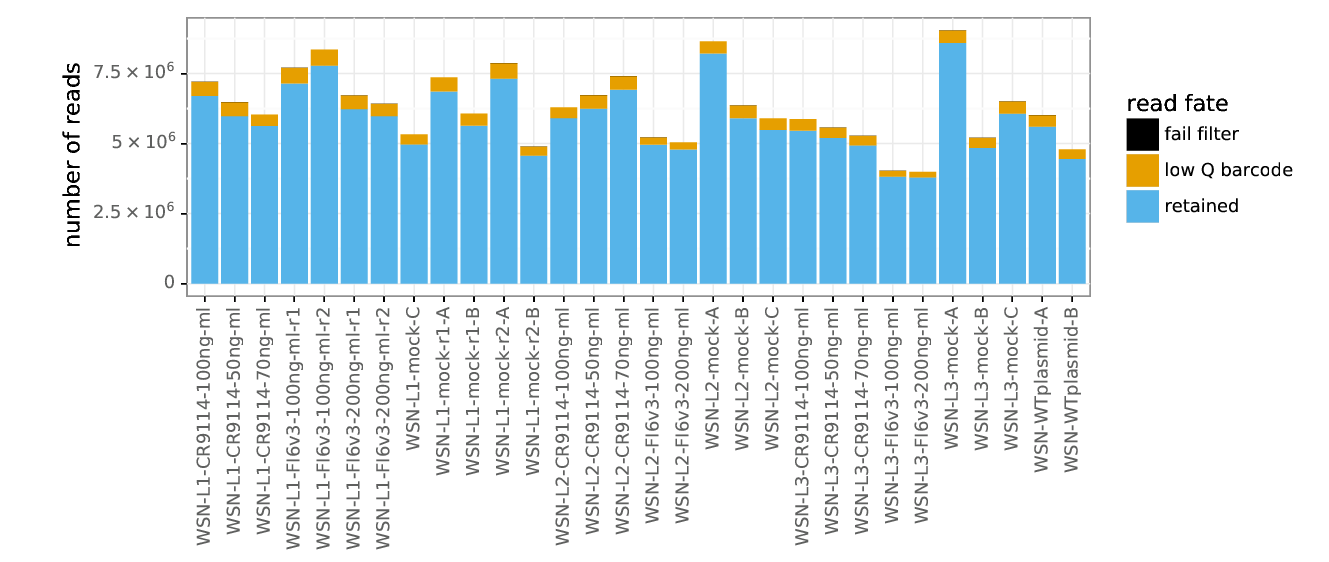 number of reads
7.5 × 10⁶
5 × 10⁶
2.5 × 10⁶
0
WSN-L1-CR9114-100ng-ml
WSN-L1-CR9114-50ng-ml
WSN-L1-CR9114-70ng-ml
WSN-L1-FI6v3-100ng-ml-r1
WSN-L1-FI6v3-100ng-ml-r2
WSN-L1-FI6v3-200ng-ml-r1
WSN-L1-FI6v3-200ng-ml-r2
WSN-L1-mock-C
WSN-L1-mock-r1-A
WSN-L1-mock-r1-B
WSN-L1-mock-r2-A
WSN-L1-mock-r2-B
WSN-L2-CR9114-100ng-ml
WSN-L2-CR9114-50ng-ml
WSN-L2-CR9114-70ng-ml
WSN-L2-FI6v3-100ng-ml
WSN-L2-FI6v3-200ng-ml
WSN-L2-mock-A
WSN-L2-mock-B
WSN-L2-mock-C
WSN-L3-CR9114-100ng-ml
WSN-L3-CR9114-50ng-ml
WSN-L3-CR9114-70ng-ml
WSN-L3-FI6v3-100ng-ml
WSN-L3-FI6v3-200ng-ml
WSN-L3-mock-A
WSN-L3-mock-B
WSN-L3-mock-C
WSN-WTplasmid-A
WSN-WTplasmid-B
read fate
fail filter
low Q barcode
retained